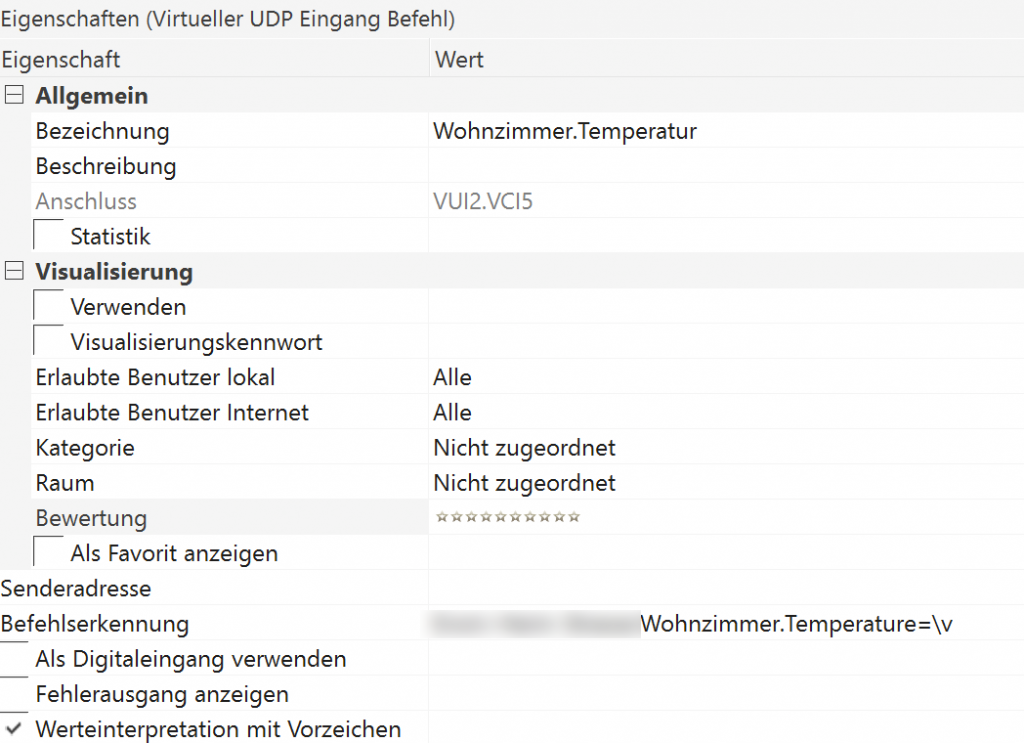 Eigenschaften (Virtueller UDP Eingang Befehl)
Eigenschaft Wert
Allgemein
Bezeichnung Wohnzimmer.Temperatur
Beschreibung
Anschluss VUI2.VCI5
Statistik
Visualisierung
Verwenden
Visualisierungskennwort
Erlaubte Benutzer lokal Alle
Erlaubte Benutzer Internet Alle
Kategorie Nicht zugeordnet
Raum Nicht zugeordnet
Bewertung
Als Favorit anzeigen
Senderadresse
Befehlserkennung Wohnzimmer.Temperature=\v
Als Digitaleingang verwenden
Fehlerausgang anzeigen
Werteinterpretation mit Vorzeichen